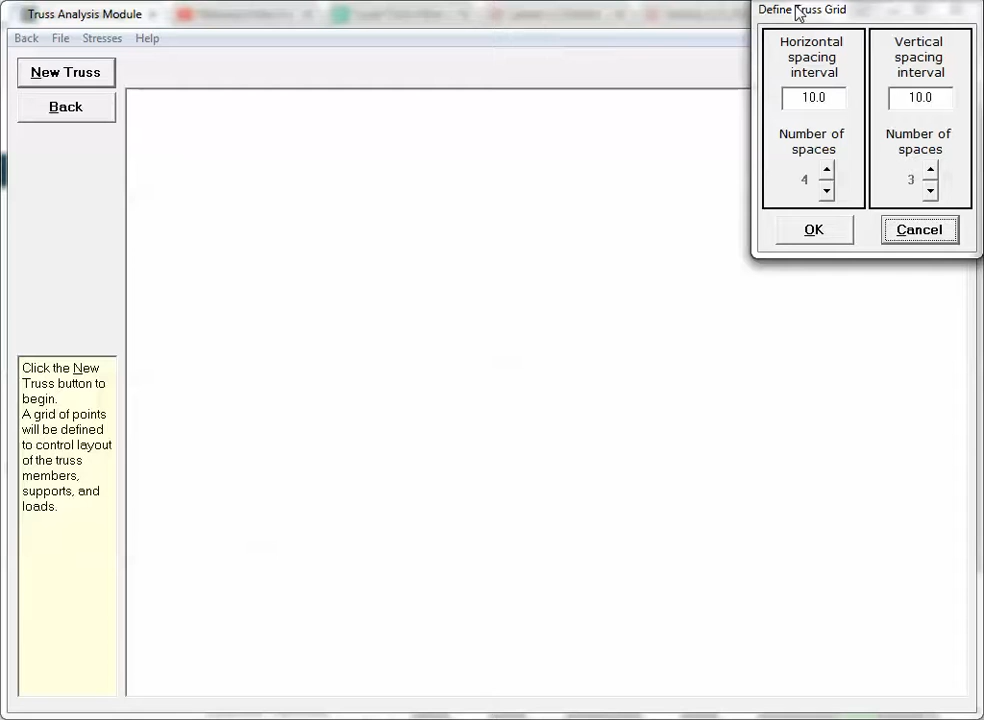 Truss Analysis Module
Define Truss Grid
Back File Stresses Help
New Truss
Back
Horizontal
spacing
interval
10.0
Number of
spaces
4
Vertical
spacing
interval
10.0
Number of
spaces
3
OK Cancel
Click the New
Truss button to
begin.
A grid of points
will be defined
to control layout
of the truss
members,
supports, and
loads.